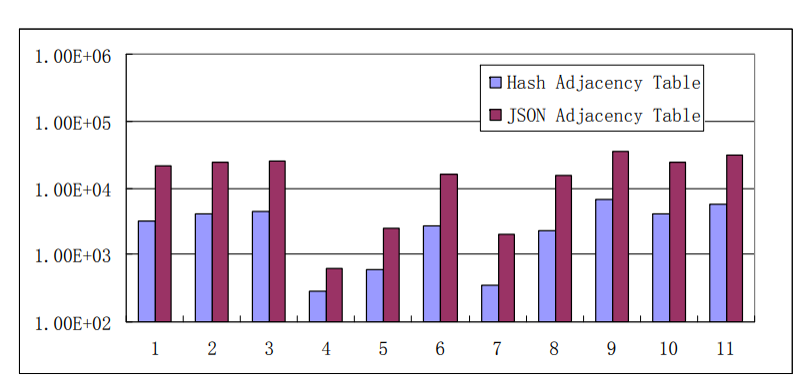 1.00E+06
1.00E+05
1.00E+04
1.00E+03
1.00E+02
Hash Adjacency Table
JSON Adjacency Table
1 2 3 4 5 6 7 8 9 10 11